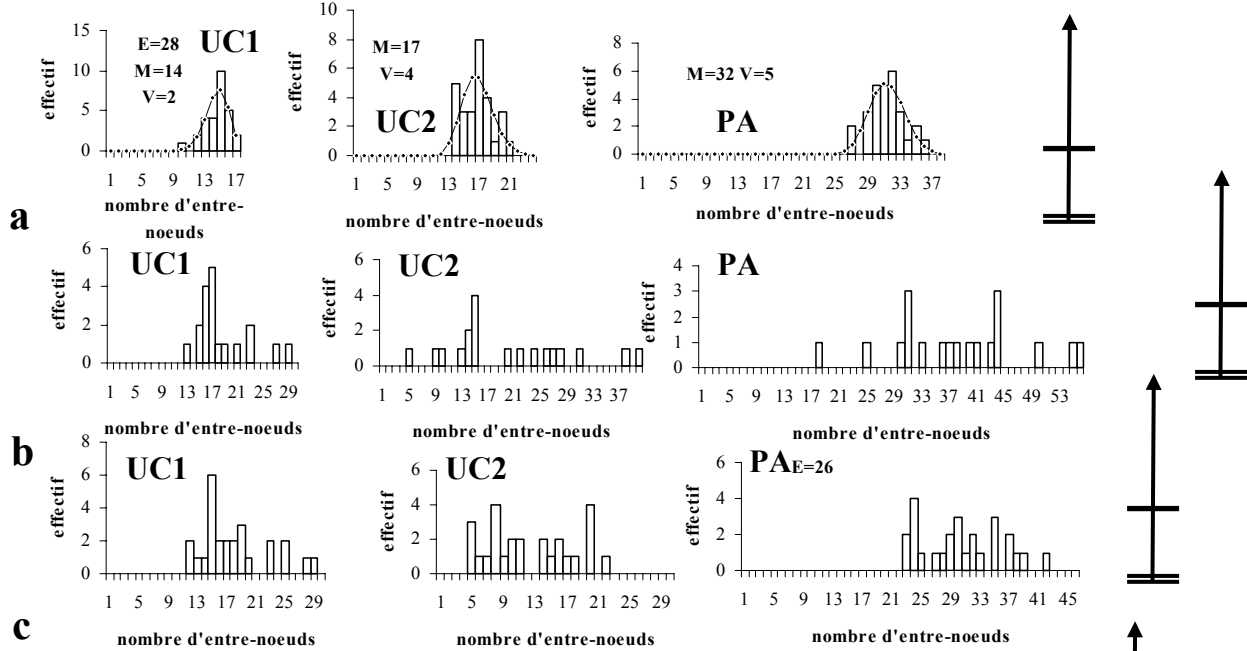 15
10
5
0
effectif
E=28
M=14
V=2
UC1
1 5 9 13 17
nombre d'entre-
noeuds
10
8
6
4
2
0
effectif
M=17
V=4
UC2
1 5 9 13 17 21
nombre d'entre-noeuds
8
6
4
2
0
effectif
M=32 V=5
PA
1 5 9 13 17 21 25 29 33 37
nombre d'entre-noeuds
a
6
4
2
0
effectif
UC1
1 5 9 13 17 21 25 29
nombre d'entre-noeuds
6
4
2
0
effectif
UC2
1 5 9 13 17 21 25 29 33 37
nombre d'entre-noeuds
4
3
2
1
0
effectif
PA
1 5 9 13 17 21 25 29 33 37 41 45 49 53
nombre d'entre-noeuds
b
8
6
4
2
0
effectif
UC1
1 5 9 13 17 21 25 29
nombre d'entre-noeuds
6
4
2
0
effectif
UC2
1 5 9 13 17 21 25 29
nombre d'entre-noeuds
6
4
2
0
effectif
PA E=26
1 5 9 13 17 21 25 29 33 37 41 45
nombre d'entre-noeuds
c